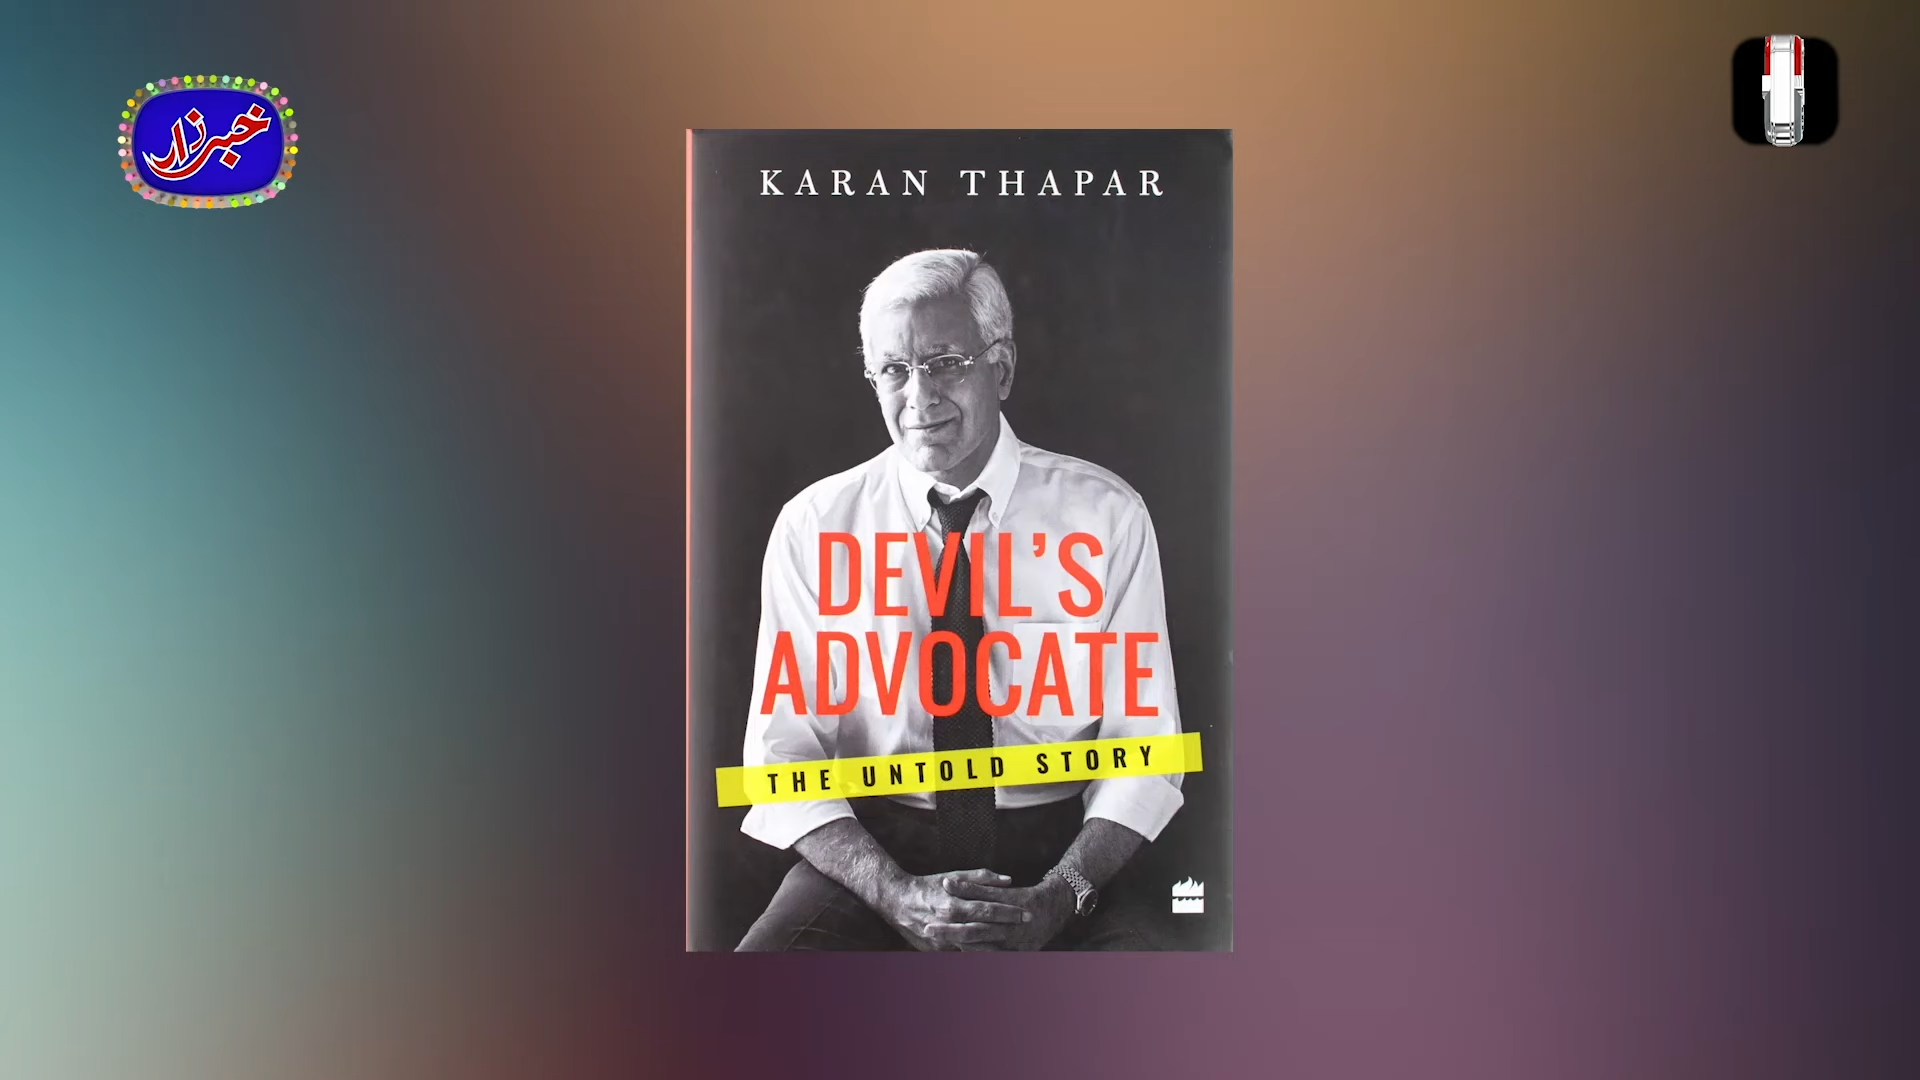 خبرزار
KARAN THAPAR
DEVIL'S
ADVOCATE
THE UNTOLD STORY